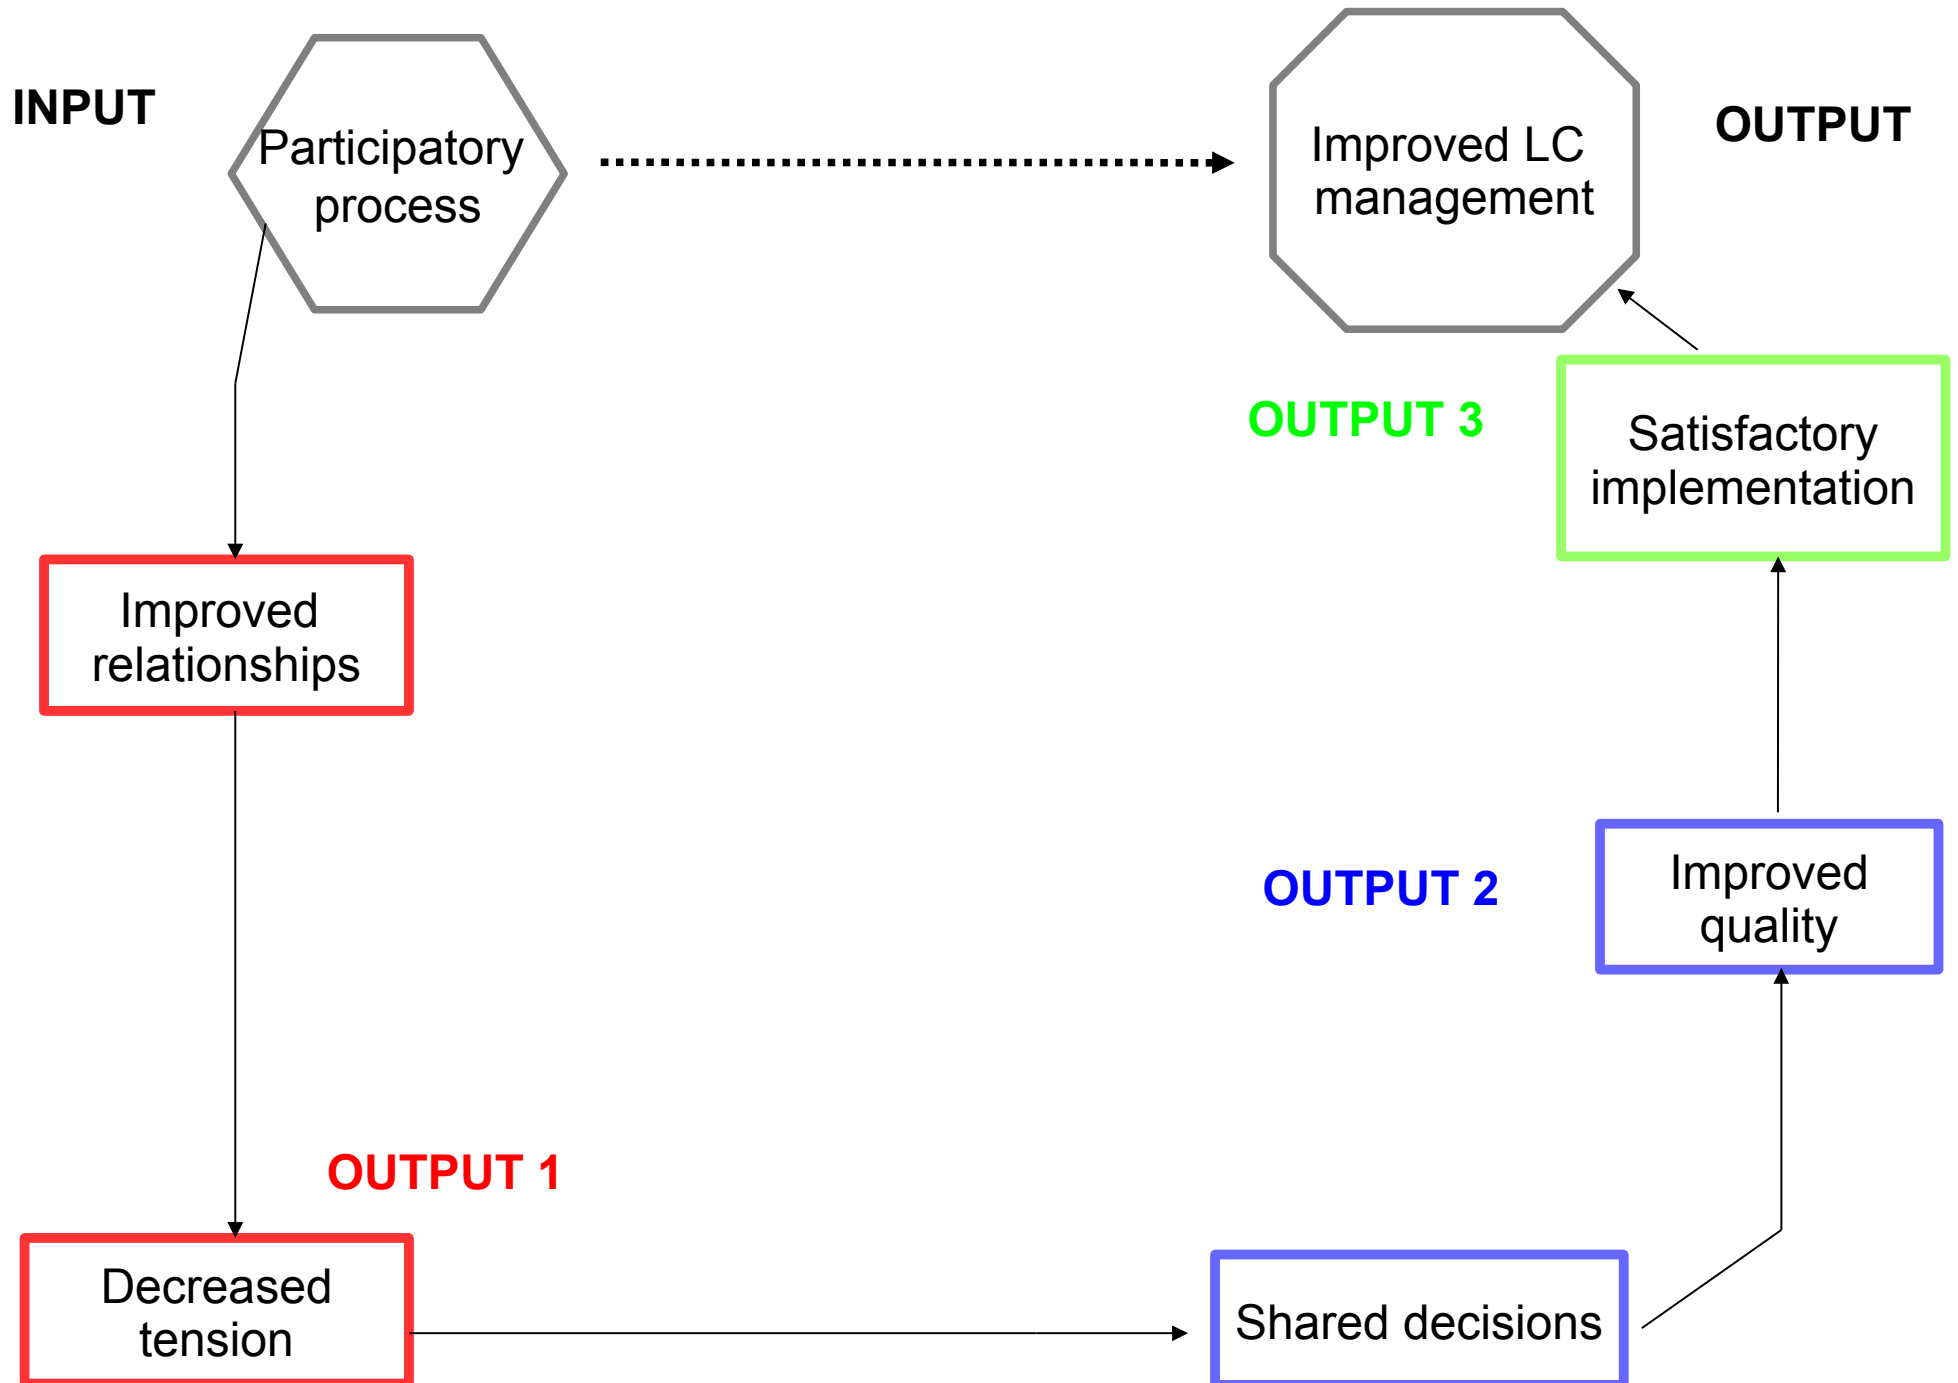 INPUT
Participatory
process
Improved LC
management
OUTPUT
OUTPUT 3
Satisfactory
implementation
Improved
relationships
OUTPUT 2
Improved
quality
OUTPUT 1
Decreased
tension
Shared decisions